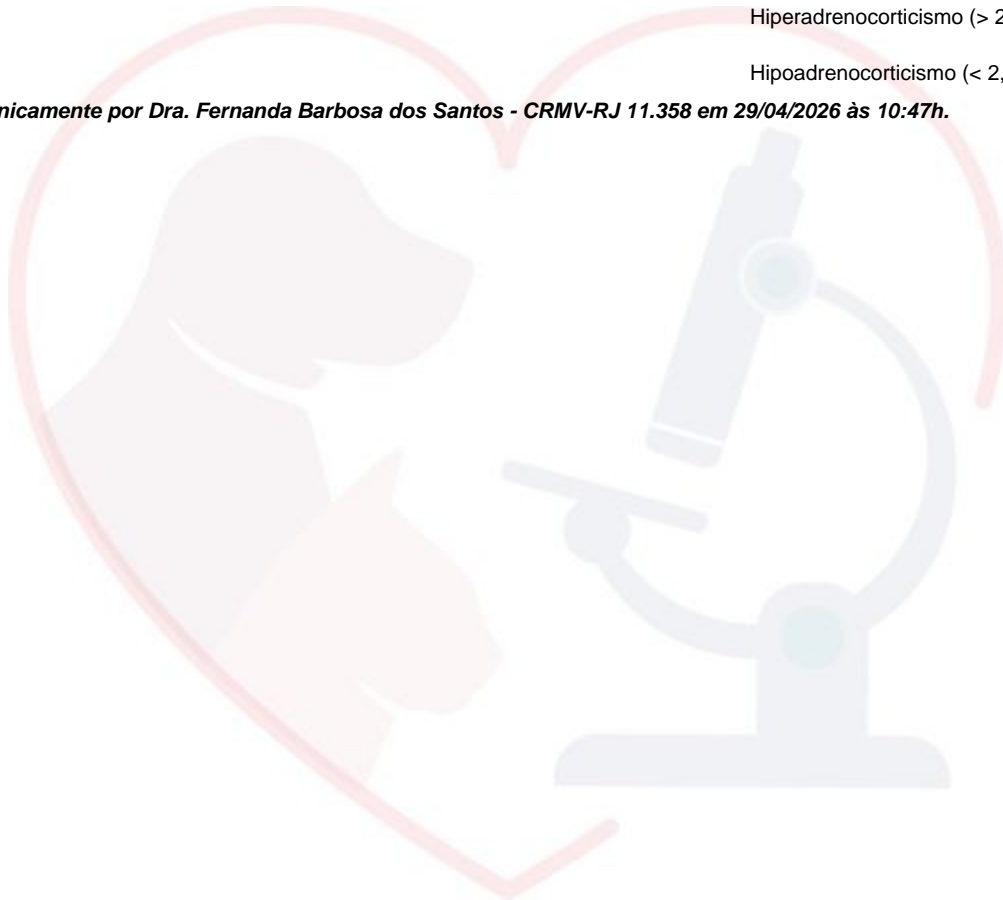 Hiperadrenocorticismo (> 2
Hipoadrenocorticismo (< 2,
nicamente por Dra. Fernanda Barbosa dos Santos - CRMV-RJ 11.358 em 29/04/2026 às 10:47h.